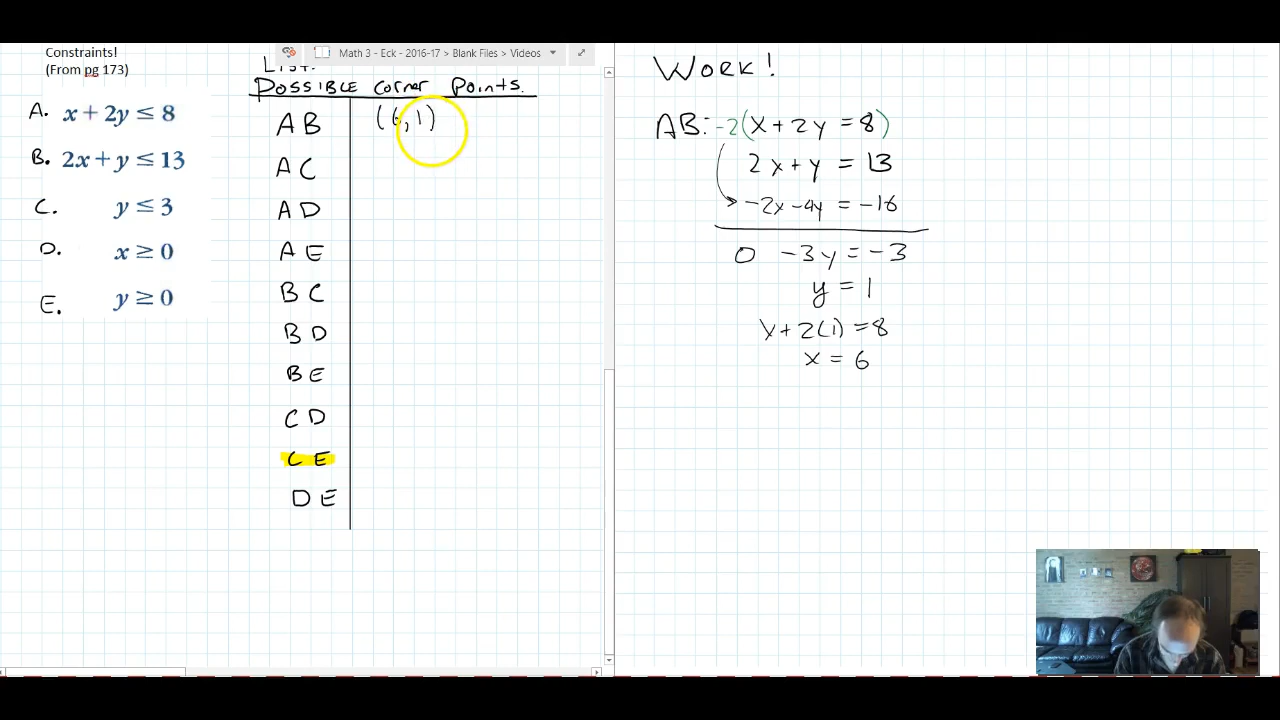 Constraints!
(From pg 173)
A. x + 2y ≤ 8
B. 2x + y ≤ 13
C. y ≤ 3
D. x ≥ 0
E. y ≥ 0
Math 3 - Eck - 2016-17 > Blank Files > Videos
List:
Possible Corner Points.
AB (6,1)
AC
AD
AE
BC
BD
BE
CD
CE
DE
Work!
AB: -2(x + 2y = 8)
2x + y = 13
-2x - 4y = -16
0 -3y = -3
y = 1
x + 2(1) = 8
x = 6